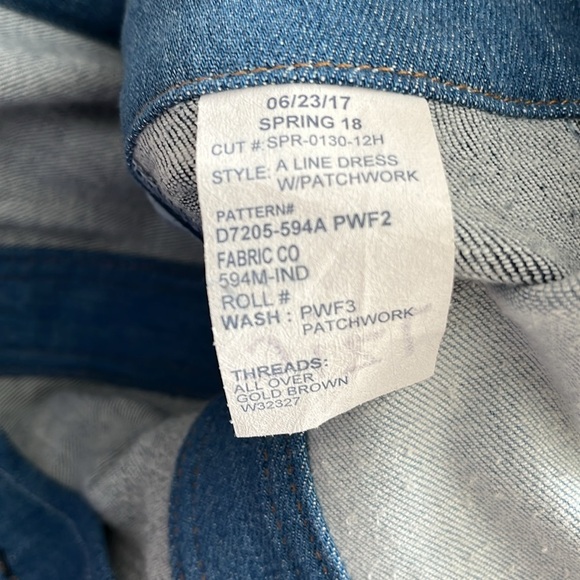 06/23/17
SPRING 18
CUT #: SPR-0130-12H
STYLE: A LINE DRESS
W/PATCHWORK
PATTERN#
D7205-594A PWF2
FABRIC CO
594M-IND
ROLL #
WASH : PWF3
PATCHWORK
THREADS:
ALL OVER
GOLD BROWN
W32327